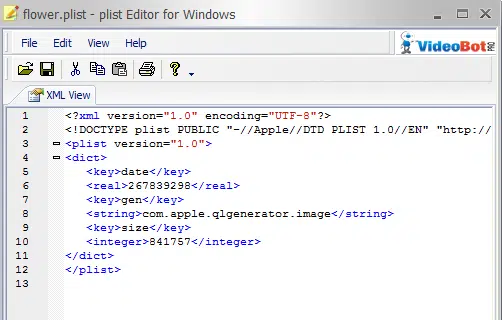 flower.plist - plist Editor for Windows
File Edit View Help
VideoBot
XML View
1 <?xml version="1.0" encoding="UTF-8"?>
2 <!DOCTYPE plist PUBLIC "-//Apple//DTD PLIST 1.0//EN" "http://
3 <plist version="1.0">
4 <dict>
5 <key>date</key>
6 <real>267839298</real>
7 <key>gen</key>
8 <string>com.apple.qlgenerator.image</string>
9 <key>size</key>
10 <integer>841757</integer>
11 </dict>
12 </plist>
13